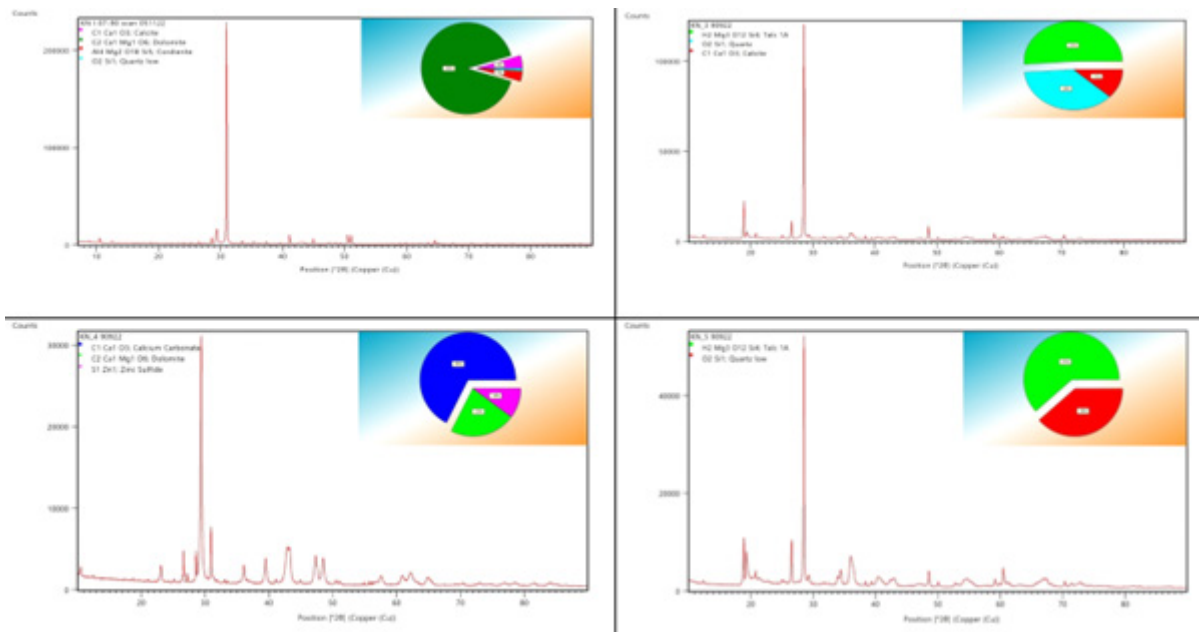 Counts
KN I 07-90 scan 051122
C1 Ca1 O3; Calcite
C2 Ca1 Mg1 O6; Dolomite
Al4 Mg2 O18 Si5; Cordierite
O2 Si1; Quartz low
200000
100000
0
10 20 30 40 50 60 70 80
Position [°2θ] (Copper (Cu))
Counts
KN_3 90922
H2 Mg3 O12 Si4; Talc 1A
O2 Si1; Quartz
C1 Ca1 O3; Calcite
100000
50000
0
20 30 40 50 60 70 80
Position [°2θ] (Copper (Cu))
Counts
KN_4 90922
C1 Ca1 O3; Calcium Carbonate
C2 Ca1 Mg1 O6; Dolomite
S1 Zn1; Zinc Sulfide
30000
20000
10000
0
20 30 40 50 60 70 80
Position [°2θ] (Copper (Cu))
Counts
KN_5 90922
H2 Mg3 O12 Si4; Talc 1A
O2 Si1; Quartz low
40000
20000
0
20 30 40 50 60 70 80
Position [°2θ] (Copper (Cu))